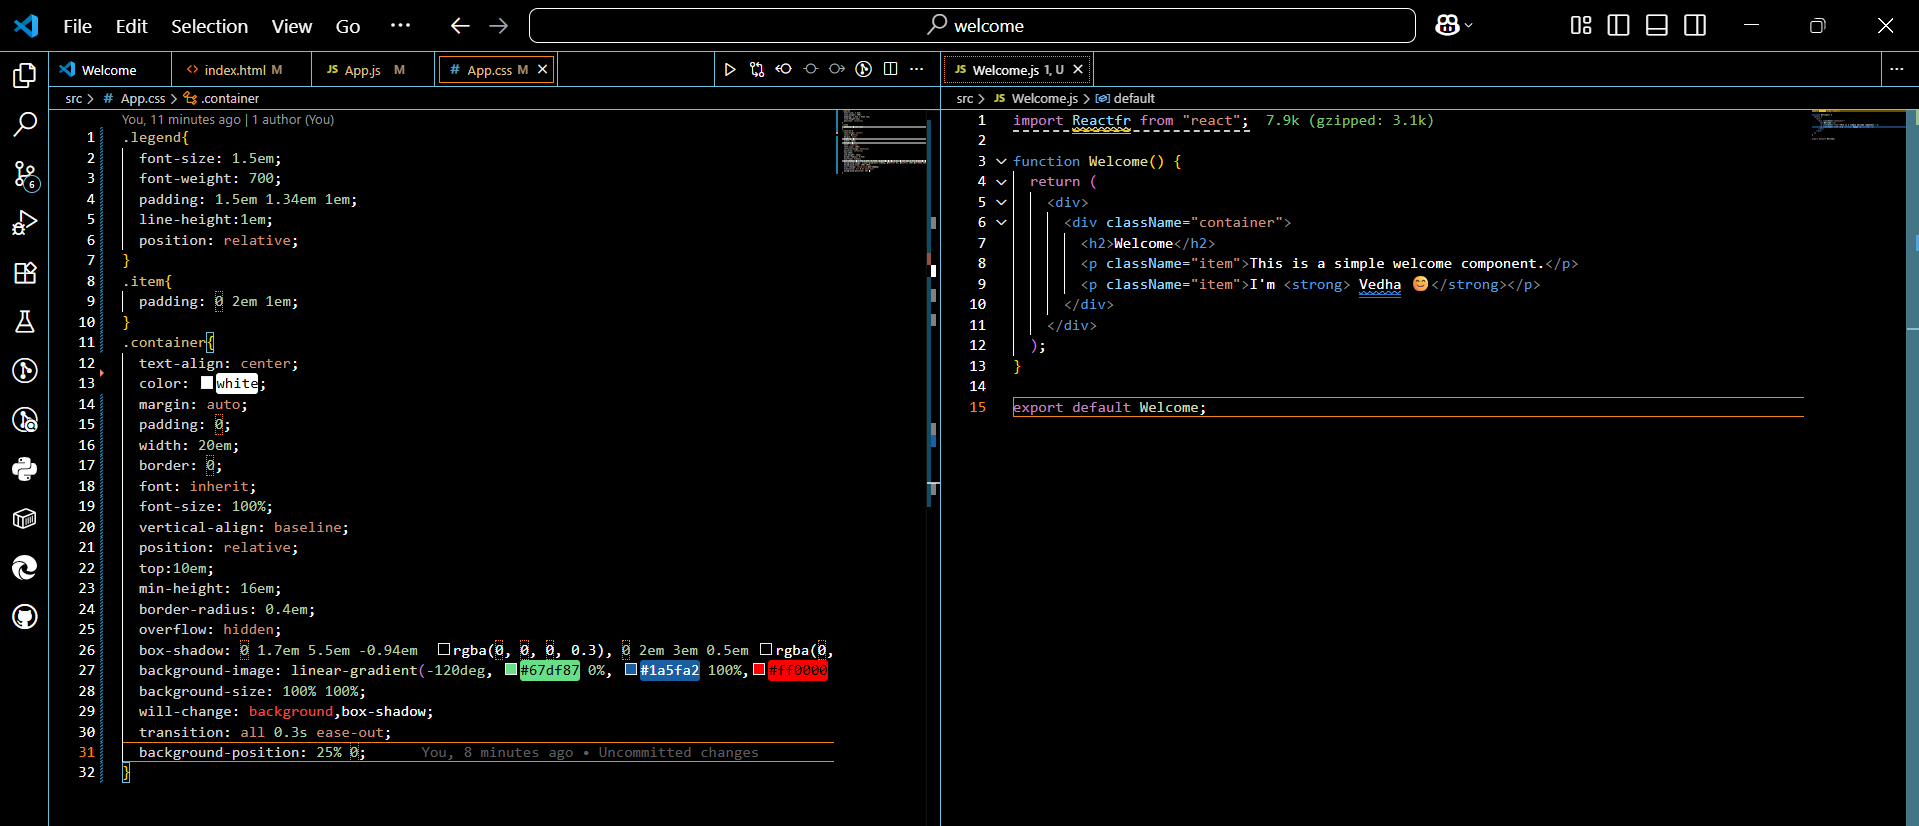 File Edit Selection View Go ··· welcome
Welcome index.html M App.js M App.css M
src > # App.css > .container
You, 11 minutes ago | 1 author (You)
1 .legend{
2 font-size: 1.5em;
3 font-weight: 700;
4 padding: 1.5em 1.34em 1em;
5 line-height:1em;
6 position: relative;
7 }
8 .item{
9 padding: 0 2em 1em;
10 }
11 .container{
12 text-align: center;
13 color: white;
14 margin: auto;
15 padding: 0;
16 width: 20em;
17 border: 0;
18 font: inherit;
19 font-size: 100%;
20 vertical-align: baseline;
21 position: relative;
22 top:10em;
23 min-height: 16em;
24 border-radius: 0.4em;
25 overflow: hidden;
26 box-shadow: 0 1.7em 5.5em -0.94em rgba(0, 0, 0, 0.3), 0 2em 3em 0.5em rgba(0,
27 background-image: linear-gradient(-120deg, #67df87 0%, #1a5fa2 100%, #ff0000
28 background-size: 100% 100%;
29 will-change: background,box-shadow;
30 transition: all 0.3s ease-out;
31 background-position: 25% 0; You, 8 minutes ago • Uncommitted changes
32 }
6
JS Welcome.js 1, U
src > JS Welcome.js > default
1 import Reactfr from "react"; 7.9k (gzipped: 3.1k)
2
3 function Welcome() {
4 return (
5 <div>
6 <div className="container">
7 <h2>Welcome</h2>
8 <p className="item">This is a simple welcome component.</p>
9 <p className="item">I'm <strong> Vedha 😊</strong></p>
10 </div>
11 </div>
12 );
13 }
14
15 export default Welcome;